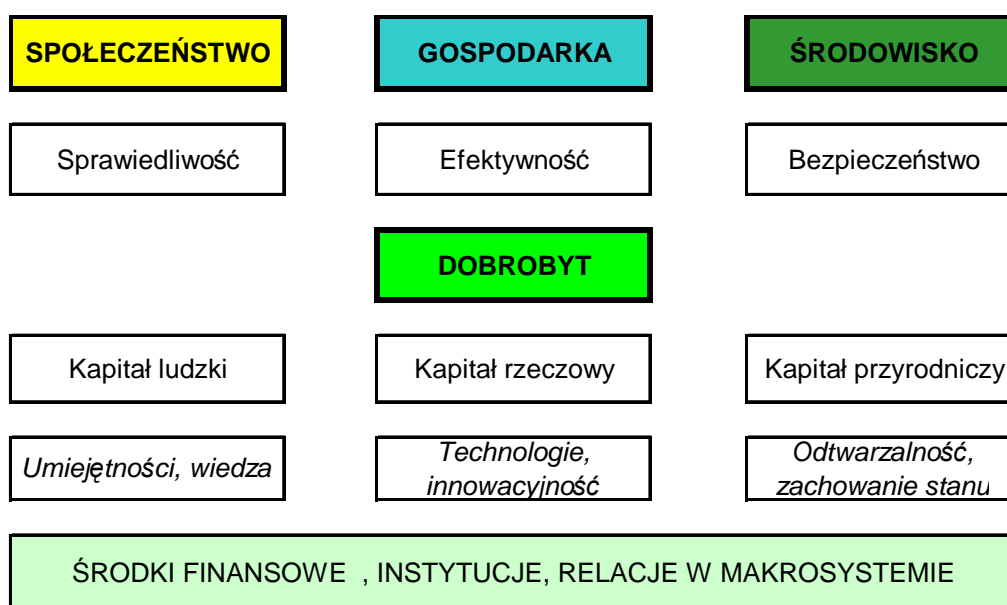 SPOŁECZEŃSTWO
GOSPODARKA
ŚRODOWISKO
Sprawiedliwość
Efektywność
Bezpieczeństwo
DOBROBYT
Kapitał ludzki
Kapitał rzeczowy
Kapitał przyrodniczy
Umiejętności, wiedza
Technologie,
innowacyjność
Odtwarzalność,
zachowanie stanu
ŚRODKI FINANSOWE , INSTYTUCJE, RELACJE W MAKROSYSTEMIE